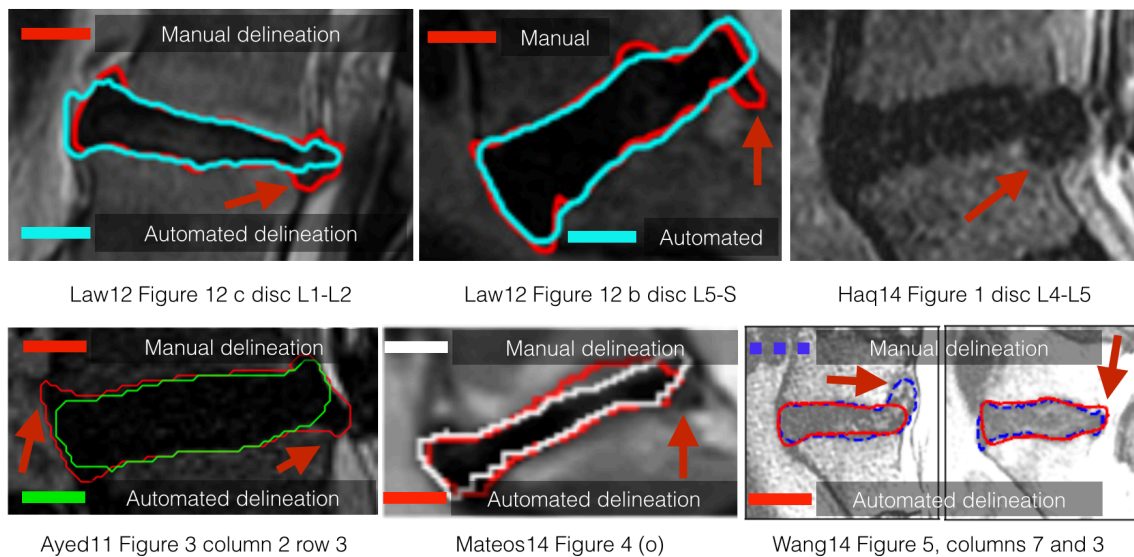 Manual delineation
Automated delineation
Law12 Figure 12 c disc L1-L2
Manual
Automated
Law12 Figure 12 b disc L5-S
Haq14 Figure 1 disc L4-L5
Manual delineation
Automated delineation
Ayed11 Figure 3 column 2 row 3
Manual delineation
Automated delineation
Mateos14 Figure 4 (o)
Manual delineation
Automated delineation
Wang14 Figure 5, columns 7 and 3